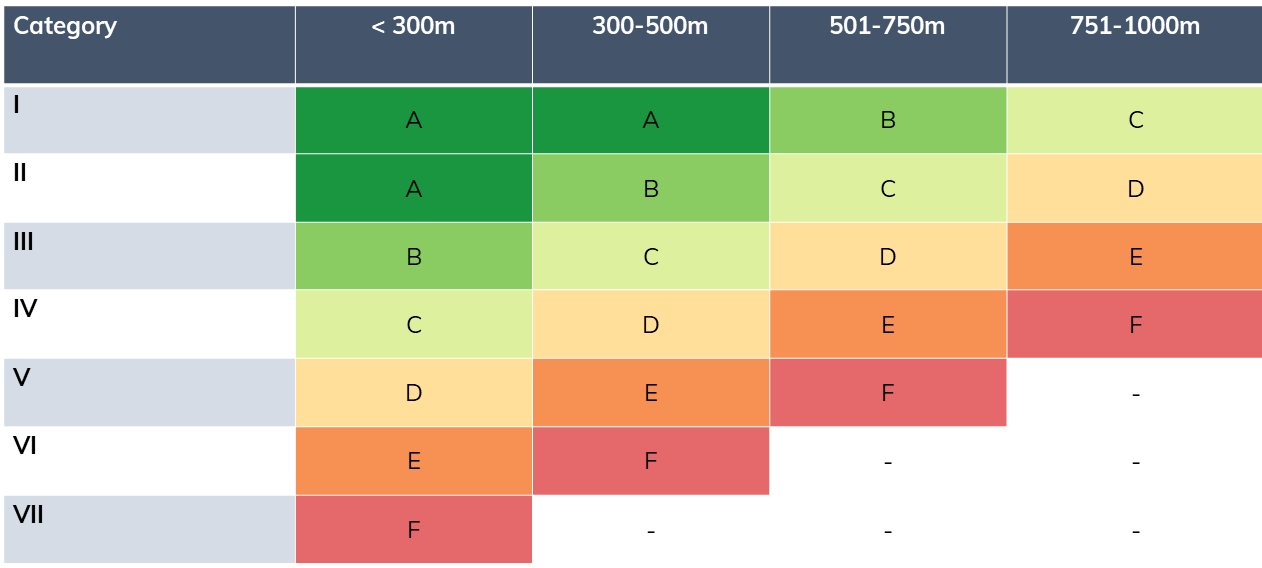 Category < 300m 300-500m 501-750m 751-1000m
I A A B C
II A B C D
III B C D E
IV C D E F
V D E F -
VI E F - -
VII F - - -